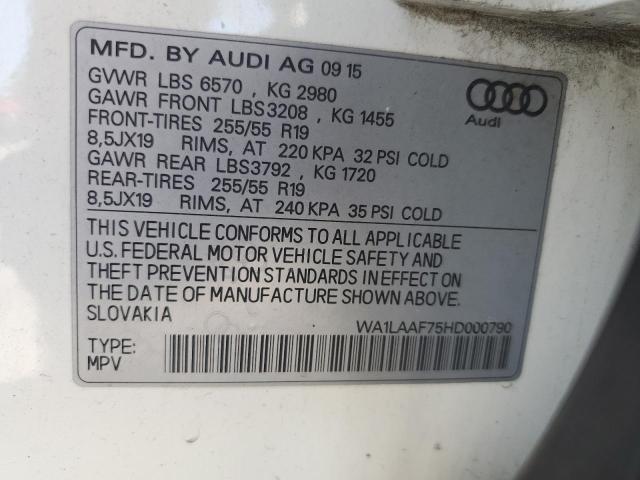 MFD. BY AUDI AG 09 15
GVWR LBS 6570 , KG 2980
GAWR FRONT LBS3208 , KG 1455
FRONT-TIRES 255/55 R19
8,5JX19 RIMS, AT 220 KPA 32 PSI COLD
GAWR REAR LBS3792 , KG 1720
REAR-TIRES 255/55 R19
8,5JX19 RIMS, AT 240 KPA 35 PSI COLD
Audi
THIS VEHICLE CONFORMS TO ALL APPLICABLE
U.S. FEDERAL MOTOR VEHICLE SAFETY AND
THEFT PREVENTION STANDARDS IN EFFECT ON
THE DATE OF MANUFACTURE SHOWN ABOVE.
SLOVAKIA
WA1LAAF75HD000790
TYPE:
MPV